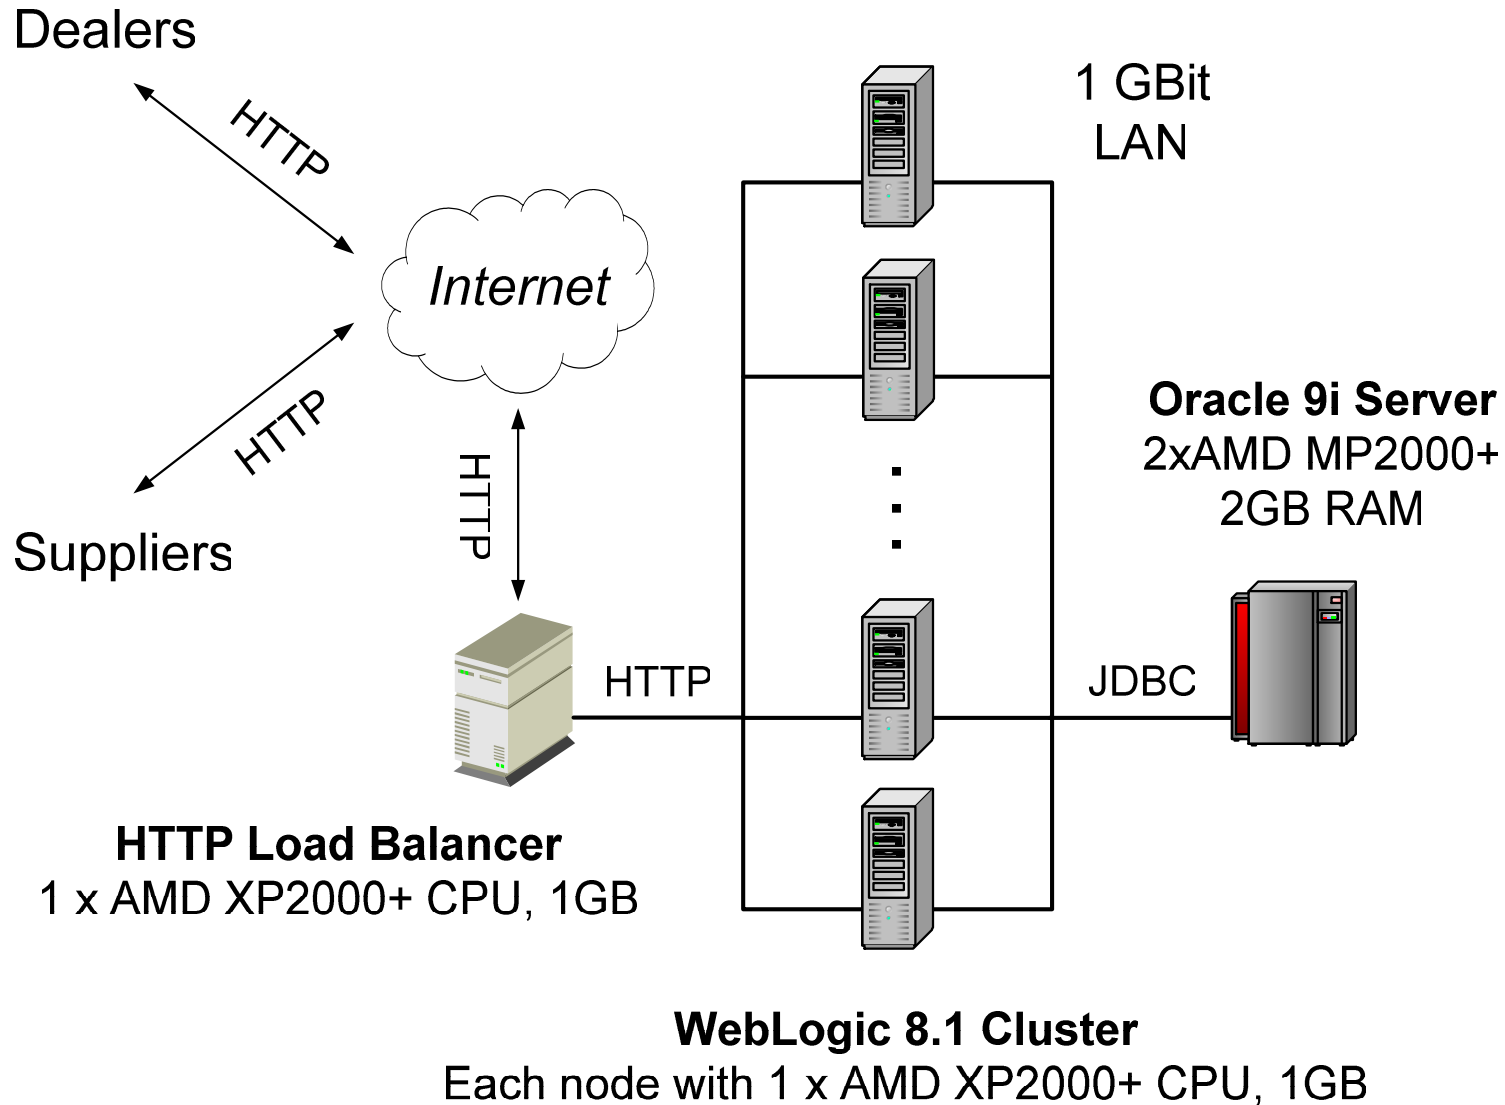 Dealers
HTTP
1 GBit
LAN
Internet
HTTP
Suppliers
HTTP
Oracle 9i Server
2xAMD MP2000+
2GB RAM
HTTP
JDBC
HTTP Load Balancer
1 x AMD XP2000+ CPU, 1GB
WebLogic 8.1 Cluster
Each node with 1 x AMD XP2000+ CPU, 1GB